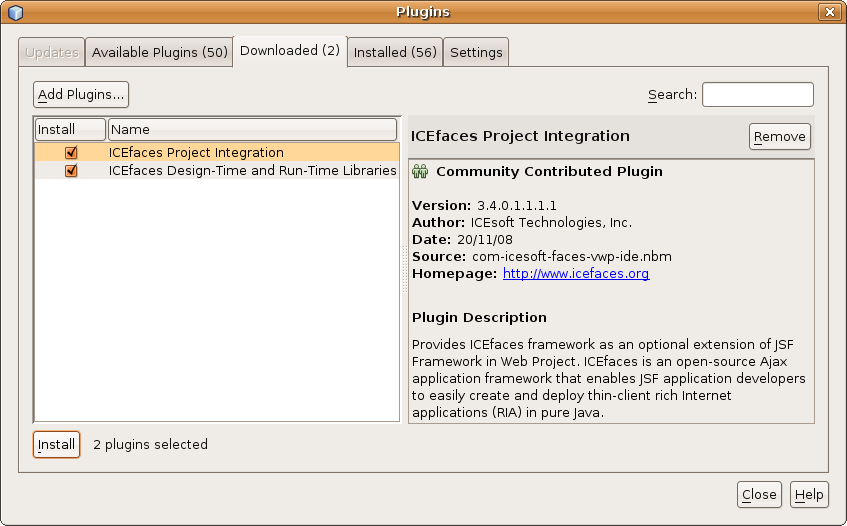 Plugins
Updates Available Plugins (50) Downloaded (2) Installed (56) Settings
Add Plugins... Search:
Install Name
ICEfaces Project Integration
ICEfaces Design-Time and Run-Time Libraries
ICEfaces Project Integration Remove
Community Contributed Plugin
Version: 3.4.0.1.1.1.1
Author: ICEsoft Technologies, Inc.
Date: 20/11/08
Source: com-icesoft-faces-vwp-ide.nbm
Homepage: http://www.icefaces.org
Plugin Description
Provides ICEfaces framework as an optional extension of JSF
Framework in Web Project. ICEfaces is an open-source Ajax
application framework that enables JSF application developers
to easily create and deploy thin-client rich Internet
applications (RIA) in pure Java.
Install 2 plugins selected
Close Help